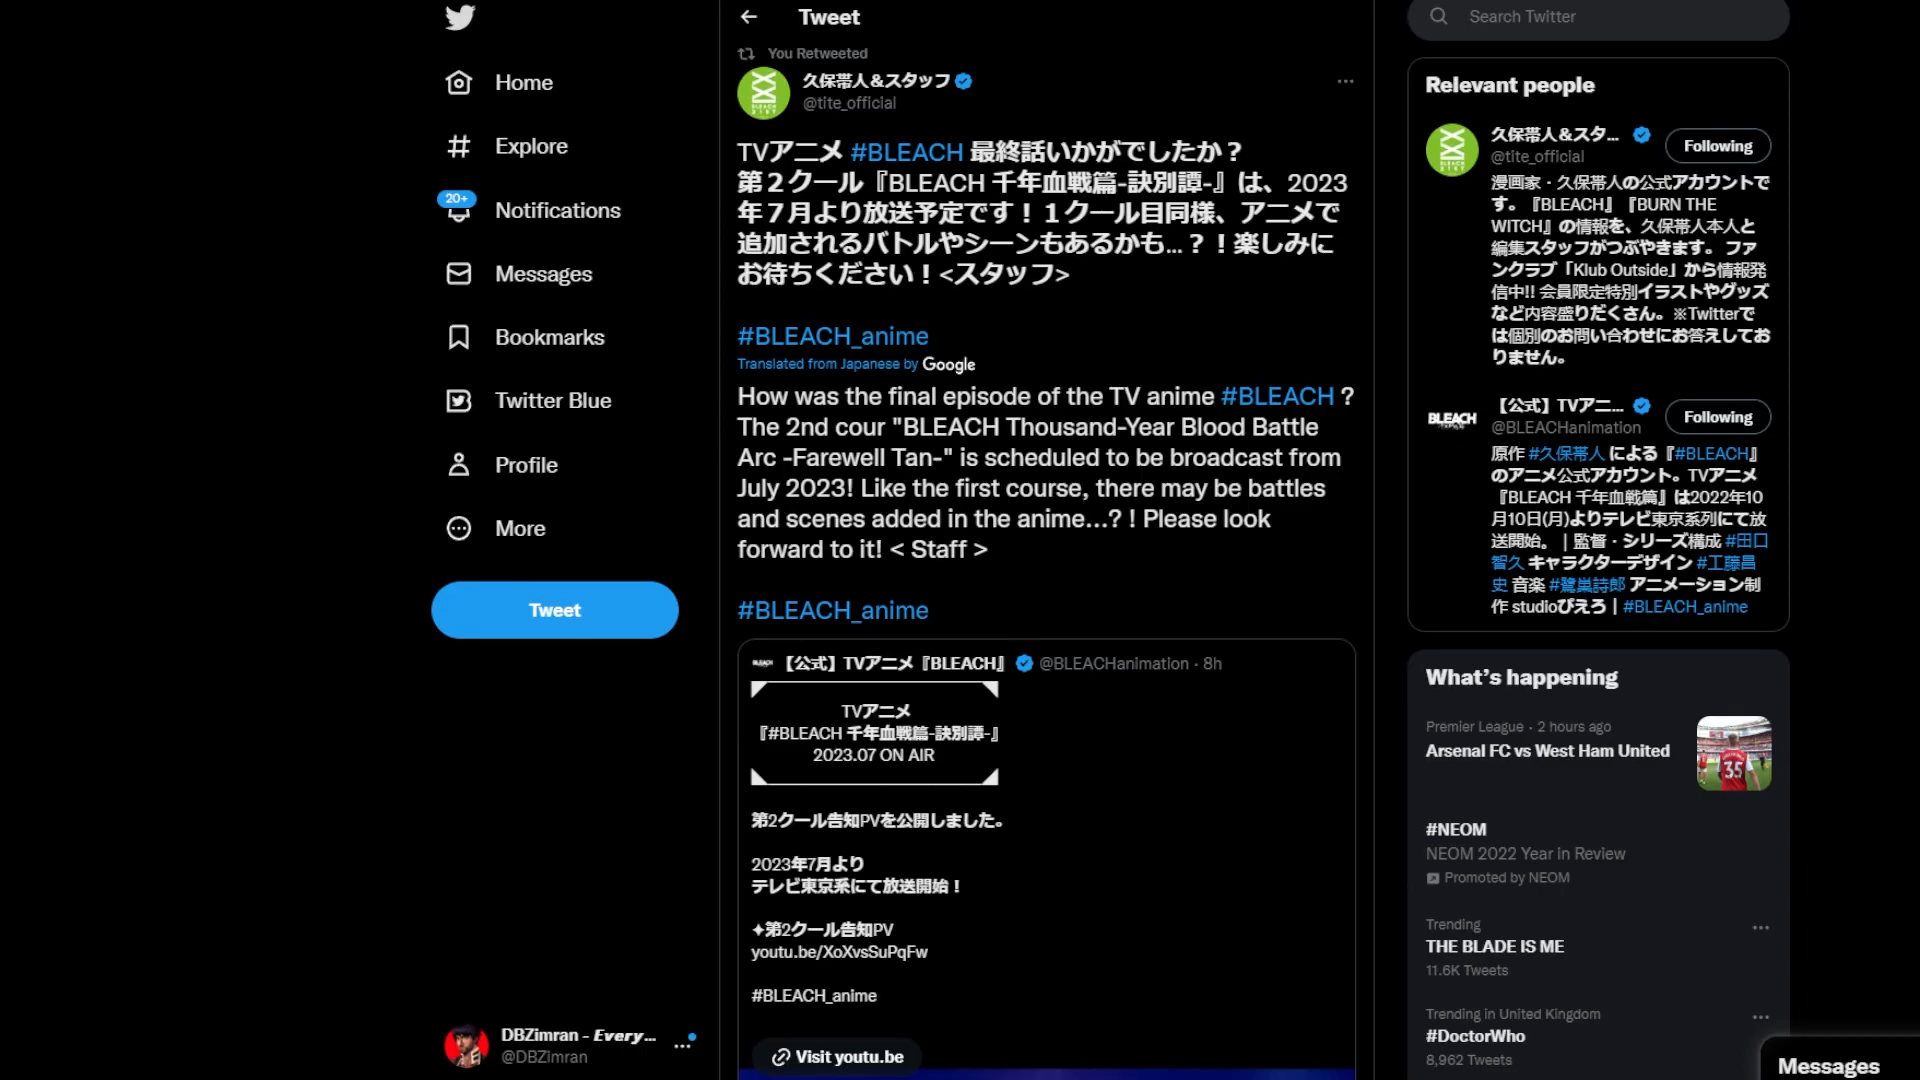 Home
Explore
20+
Notifications
Messages
Bookmarks
Twitter Blue
Profile
More
Tweet
DBZimran - Every...
@DBZimran
Tweet
You Retweeted
久保帯人&スタッフ
@tite_official
TVアニメ #BLEACH 最終話いかがでしたか？
第２クール『BLEACH 千年血戦篇-訣別譚-』は、2023
年７月より放送予定です！１クール目同様、アニメで
追加されるバトルやシーンもあるかも…？！楽しみに
お待ちください！<スタッフ>
#BLEACH_anime
Translated from Japanese by Google
How was the final episode of the TV anime #BLEACH ?
The 2nd cour "BLEACH Thousand-Year Blood Battle
Arc -Farewell Tan-" is scheduled to be broadcast from
July 2023! Like the first course, there may be battles
and scenes added in the anime…? ! Please look
forward to it! < Staff >
#BLEACH_anime
BLEACH 【公式】TVアニメ『BLEACH』 @BLEACHanimation · 8h
TVアニメ
『#BLEACH 千年血戦篇-訣別譚-』
2023.07 ON AIR
第2クール告知PVを公開しました。
2023年7月より
テレビ東京系にて放送開始！
✦第2クール告知PV
youtu.be/XoXvsSuPqFw
#BLEACH_anime
Visit youtu.be
Search Twitter
Relevant people
久保帯人&スタ...
Following
@tite_official
漫画家・久保帯人の公式アカウントで
す。『BLEACH』『BURN THE
WITCH』の情報を、久保帯人本人と
編集スタッフがつぶやきます。 ファ
ンクラブ「Klub Outside」から情報発
信中!! 会員限定特別イラストやグッズ
など内容盛りだくさん。※Twitterで
は個別のお問い合わせにお答えしてお
りません。
BLEACH
【公式】TVアニ...
Following
@BLEACHanimation
原作 #久保帯人 による『#BLEACH』
のアニメ公式アカウント。TVアニメ
『BLEACH 千年血戦篇』は2022年10
月10日(月)よりテレビ東京系列にて放
送開始。｜監督・シリーズ構成 #田口
智久 キャラクターデザイン #工藤昌
史 音楽 #鷺巣詩郎 アニメーション制
作 studioぴえろ | #BLEACH_anime
What's happening
Premier League · 2 hours ago
Arsenal FC vs West Ham United
35
#NEOM
NEOM 2022 Year in Review
Promoted by NEOM
Trending
THE BLADE IS ME
11.6K Tweets
Trending in United Kingdom
#DoctorWho
8,962 Tweets
Messages